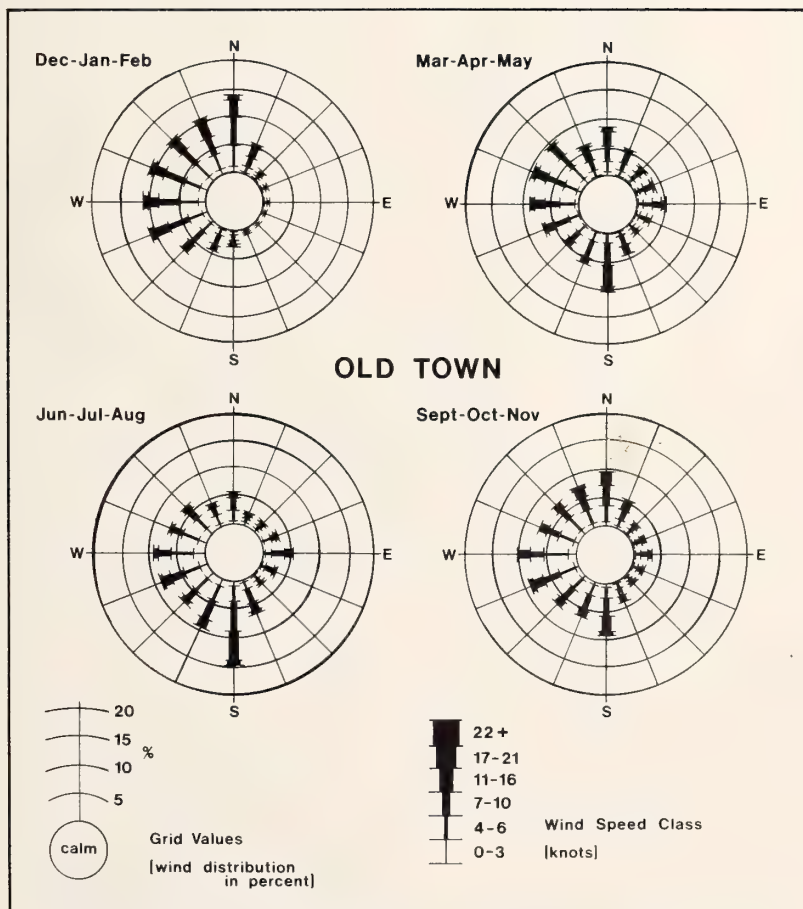 Dec-Jan-Feb
N
W
E
S
Mar-Apr-May
N
W
E
S
OLD TOWN
Jun-Jul-Aug
N
W
E
S
Sept-Oct-Nov
N
W
E
S
20
15
%
10
5
calm
Grid Values
[wind distribution
in percent]
22 +
17-21
11-16
7-10
4-6
0-3
Wind Speed Class
[knots]